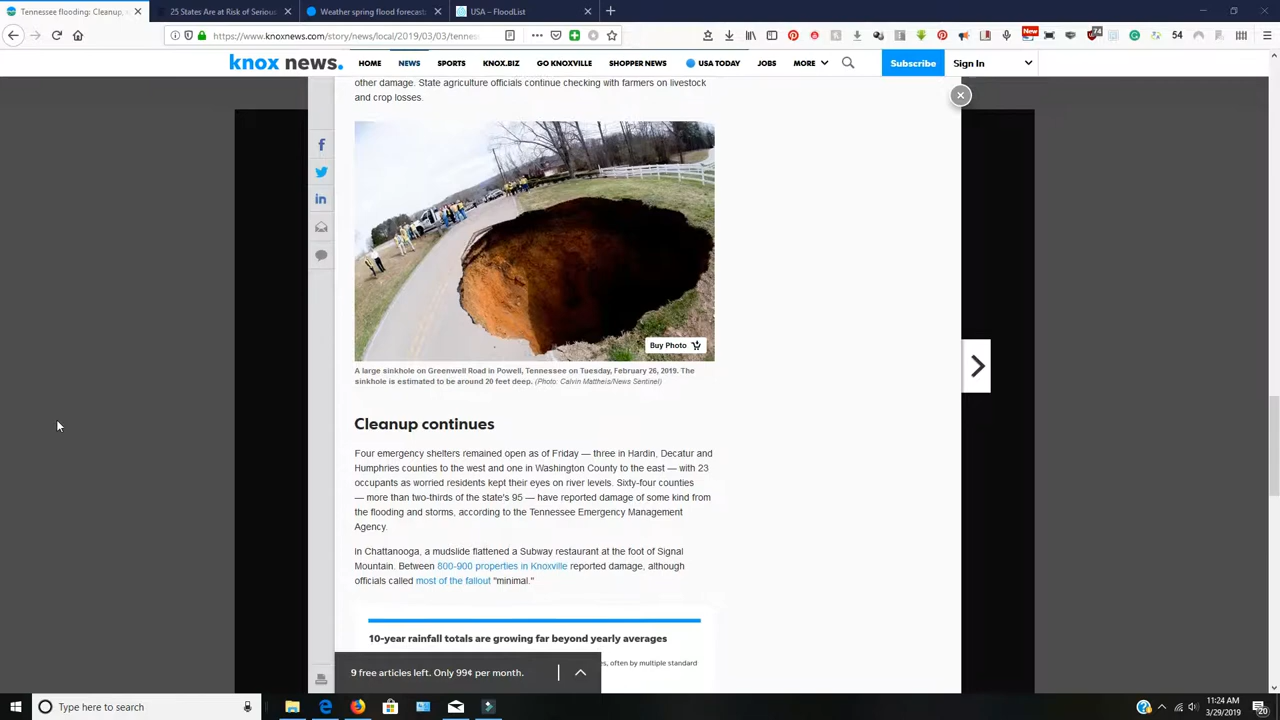 Tennessee flooding: Cleanup,
25 States Are at Risk of Serious
Weather spring flood forecast
USA – FloodList
https://www.knoxnews.com/story/news/local/2019/03/03/tennes
New
74
54
knox news.
HOME
NEWS
SPORTS
KNOX.BIZ
GO KNOXVILLE
SHOPPER NEWS
USA TODAY
JOBS
MORE
Subscribe
Sign In
other damage. State agriculture officials continue checking with farmers on livestock
and crop losses.
Buy Photo
A large sinkhole on Greenwell Road in Powell, Tennessee on Tuesday, February 26, 2019. The
sinkhole is estimated to be around 20 feet deep. (Photo: Calvin Mattheis/News Sentinel)
Cleanup continues
Four emergency shelters remained open as of Friday — three in Hardin, Decatur and
Humphries counties to the west and one in Washington County to the east — with 23
occupants as worried residents kept their eyes on river levels. Sixty-four counties
— more than two-thirds of the state's 95 — have reported damage of some kind from
the flooding and storms, according to the Tennessee Emergency Management
Agency.
In Chattanooga, a mudslide flattened a Subway restaurant at the foot of Signal
Mountain. Between 800-900 properties in Knoxville reported damage, although
officials called most of the fallout "minimal."
10-year rainfall totals are growing far beyond yearly averages
es, often by multiple standard
9 free articles left. Only 99¢ per month.
Type here to search
11:24 AM
3/29/2019
20